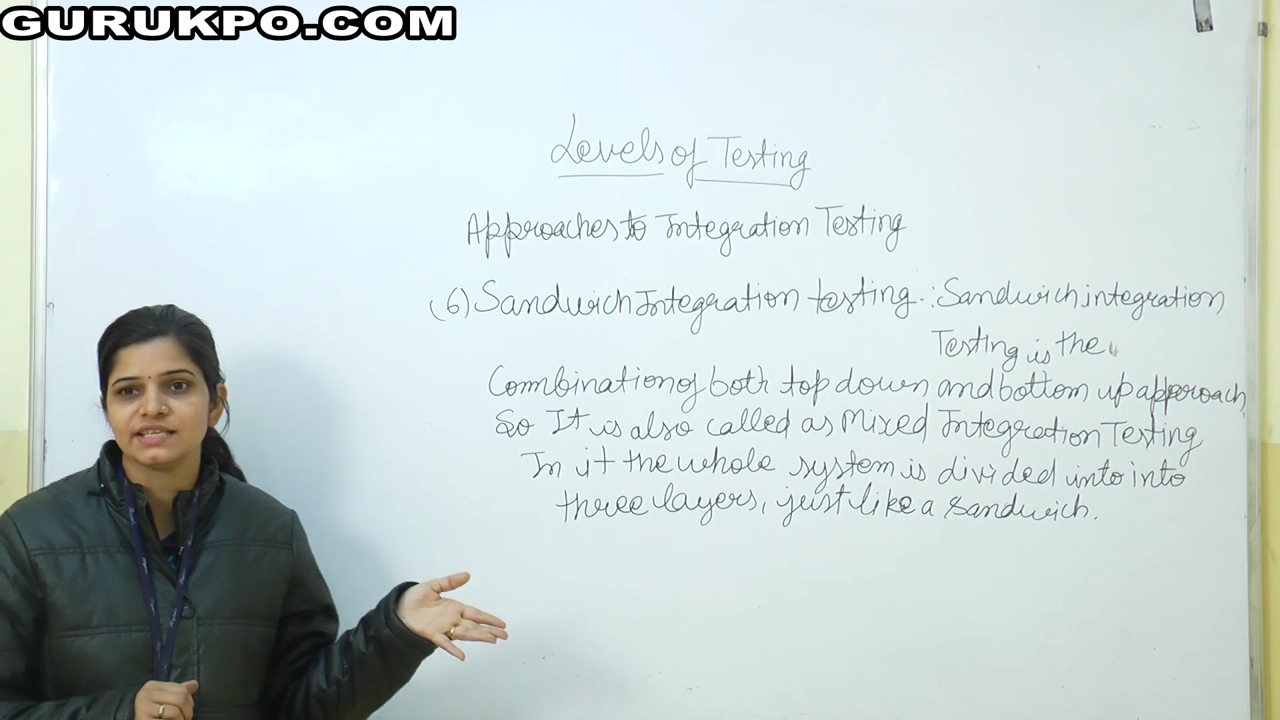 GURUKPO.COM
Levels of Testing
Approaches to Integration Testing
(6) Sandwich Integration testing : Sandwich integration
Testing is the
Combination of both top down and bottom up approach,
So It is also called as Mixed Integration Testing
In it the whole system is divided into into
three layers, just like a sandwich.